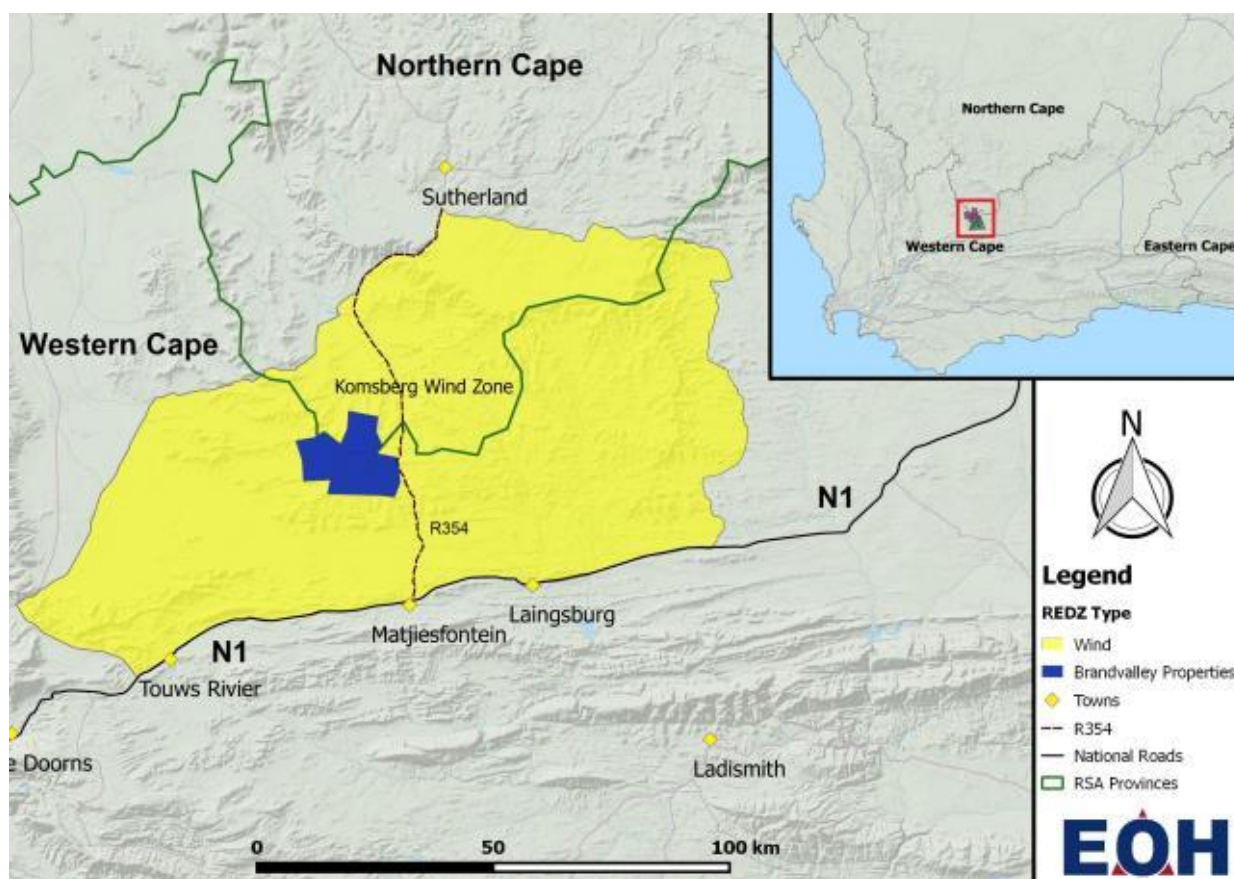 Northern Cape
Sutherland
Western Cape
Komsberg Wind Zone
R354
N1
Laingsburg
Matjiesfontein
N1
Touws Rivier
e Doorns
Ladismith
0
50
100 km
Northern Cape
Western Cape
Eastern Cape
N
Legend
REDZ Type
Wind
Brandvalley Properties
Towns
R354
National Roads
RSA Provinces
EOH